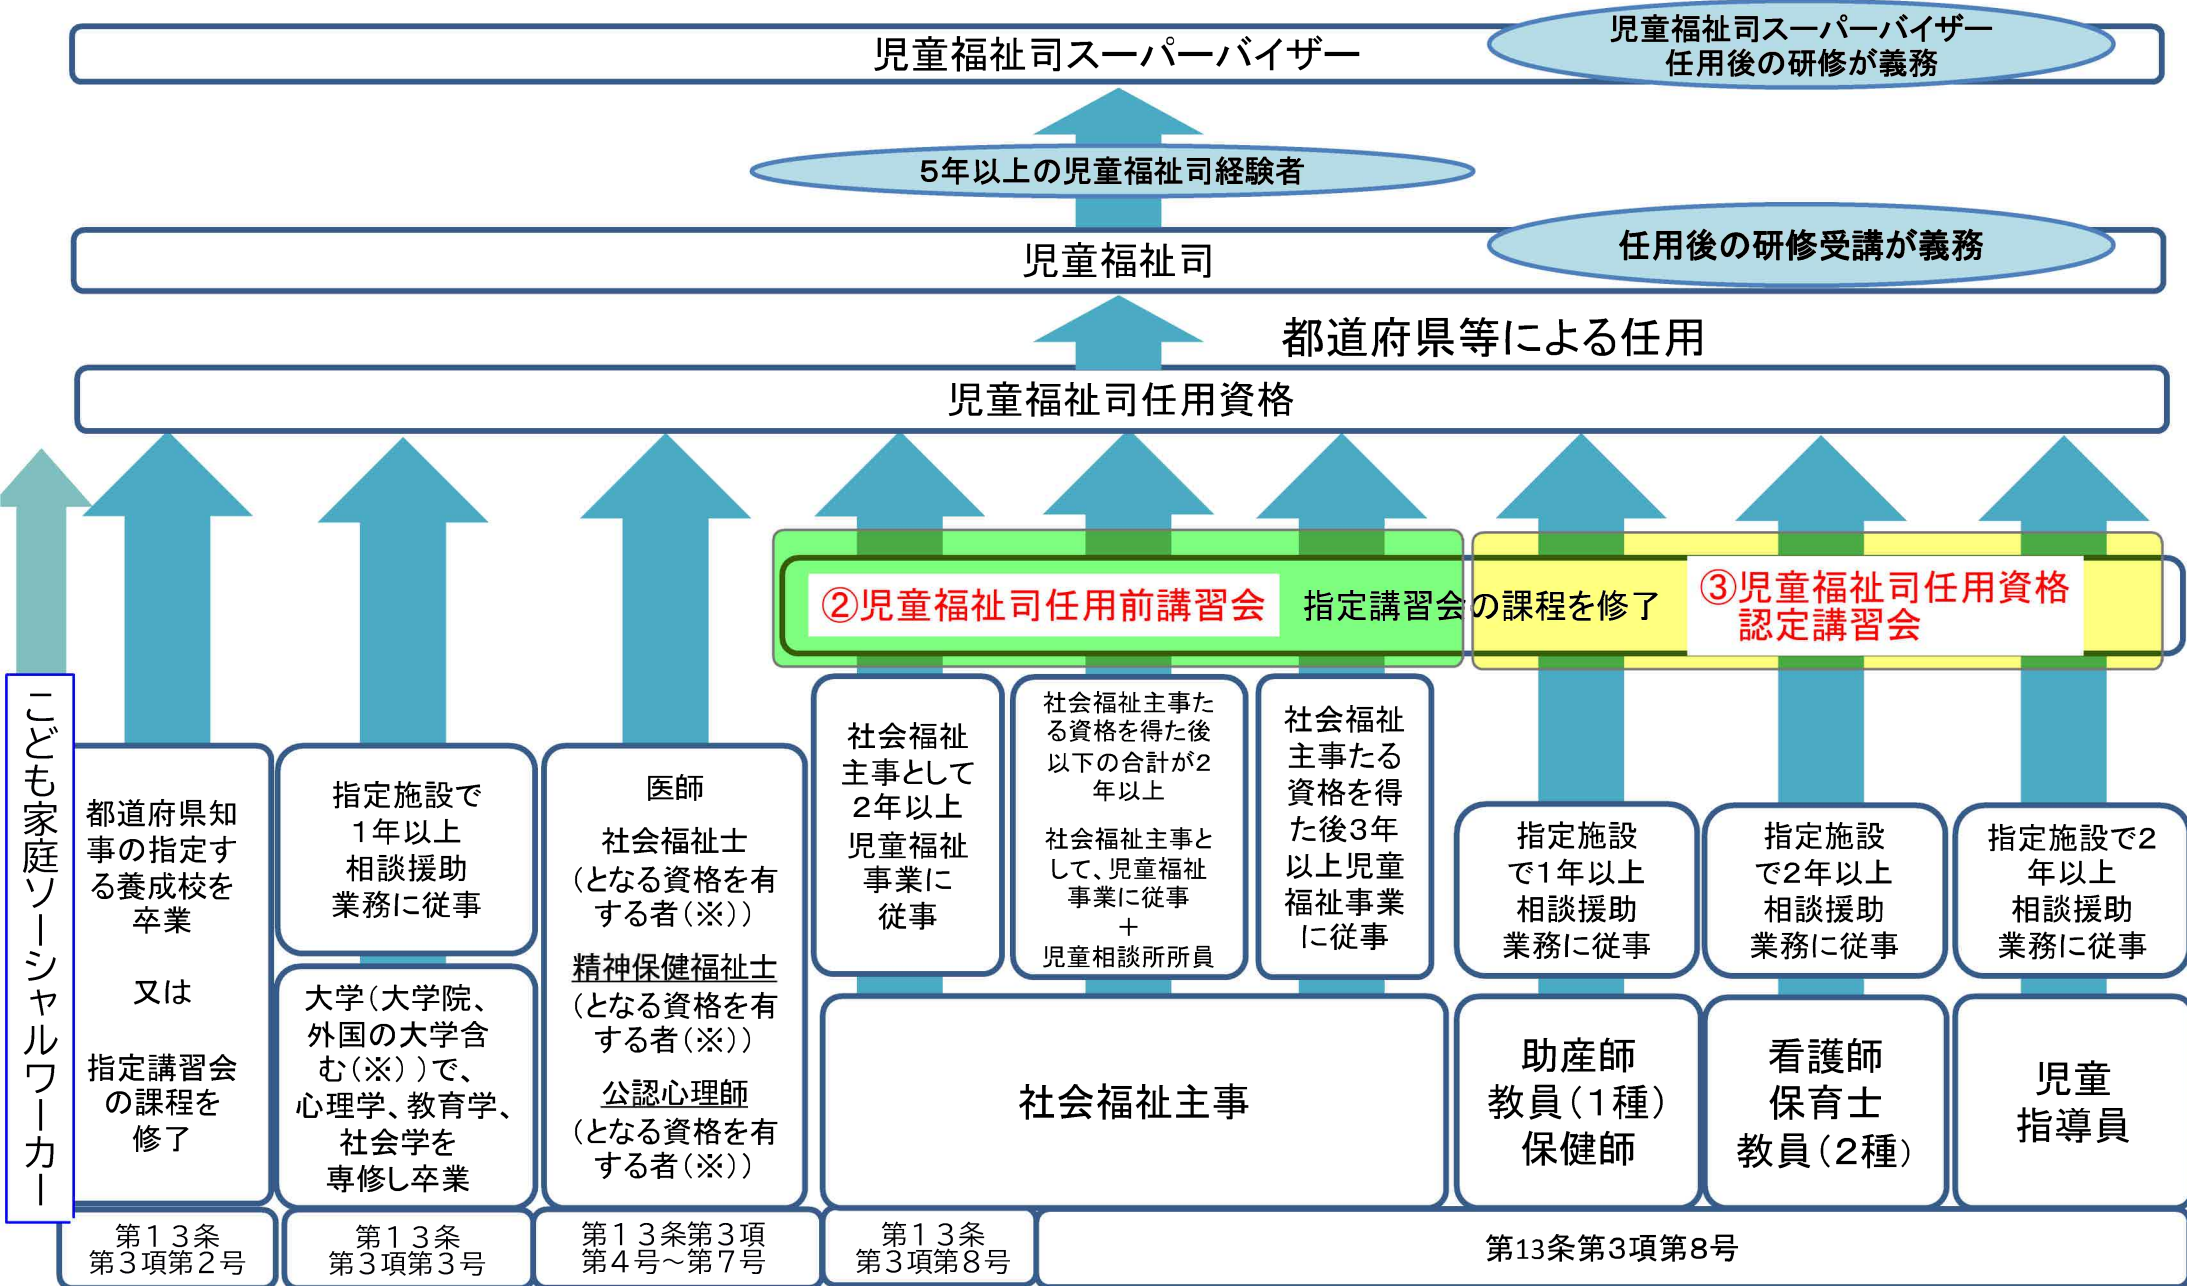 児童福祉司スーパーバイザー
児童福祉司スーパーバイザー
任用後の研修が義務
5年以上の児童福祉司経験者
児童福祉司
任用後の研修受講が義務
都道府県等による任用
児童福祉司任用資格
②児童福祉司任用前講習会
指定講習会の課程を修了
③児童福祉司任用資格
認定講習会
こども家庭ソーシャルワーカー
都道府県知
事の指定す
る養成校を
卒業
又は
指定講習会
の課程を
修了
指定施設で
1年以上
相談援助
業務に従事
大学(大学院、
外国の大学含
む(※))で、
心理学、教育学、
社会学を
専修し卒業
医師
社会福祉士
(となる資格を有
する者(※))
精神保健福祉士
(となる資格を有
する者(※))
公認心理師
(となる資格を有
する者(※))
社会福祉
主事として
2年以上
児童福祉
事業に
従事
社会福祉主事た
る資格を得た後
以下の合計が2
年以上
社会福祉主事と
して、児童福祉
事業に従事
+
児童相談所所員
社会福祉
主事たる
資格を得
た後3年
以上児童
福祉事業
に従事
社会福祉主事
指定施設
で1年以上
相談援助
業務に従事
助産師
教員(1種)
保健師
指定施設
で2年以上
相談援助
業務に従事
看護師
保育士
教員(2種)
指定施設で2
年以上
相談援助
業務に従事
児童
指導員
第13条
第3項第2号
第13条
第3項第3号
第13条第3項
第4号~第7号
第13条
第3項第8号
第13条第3項第8号